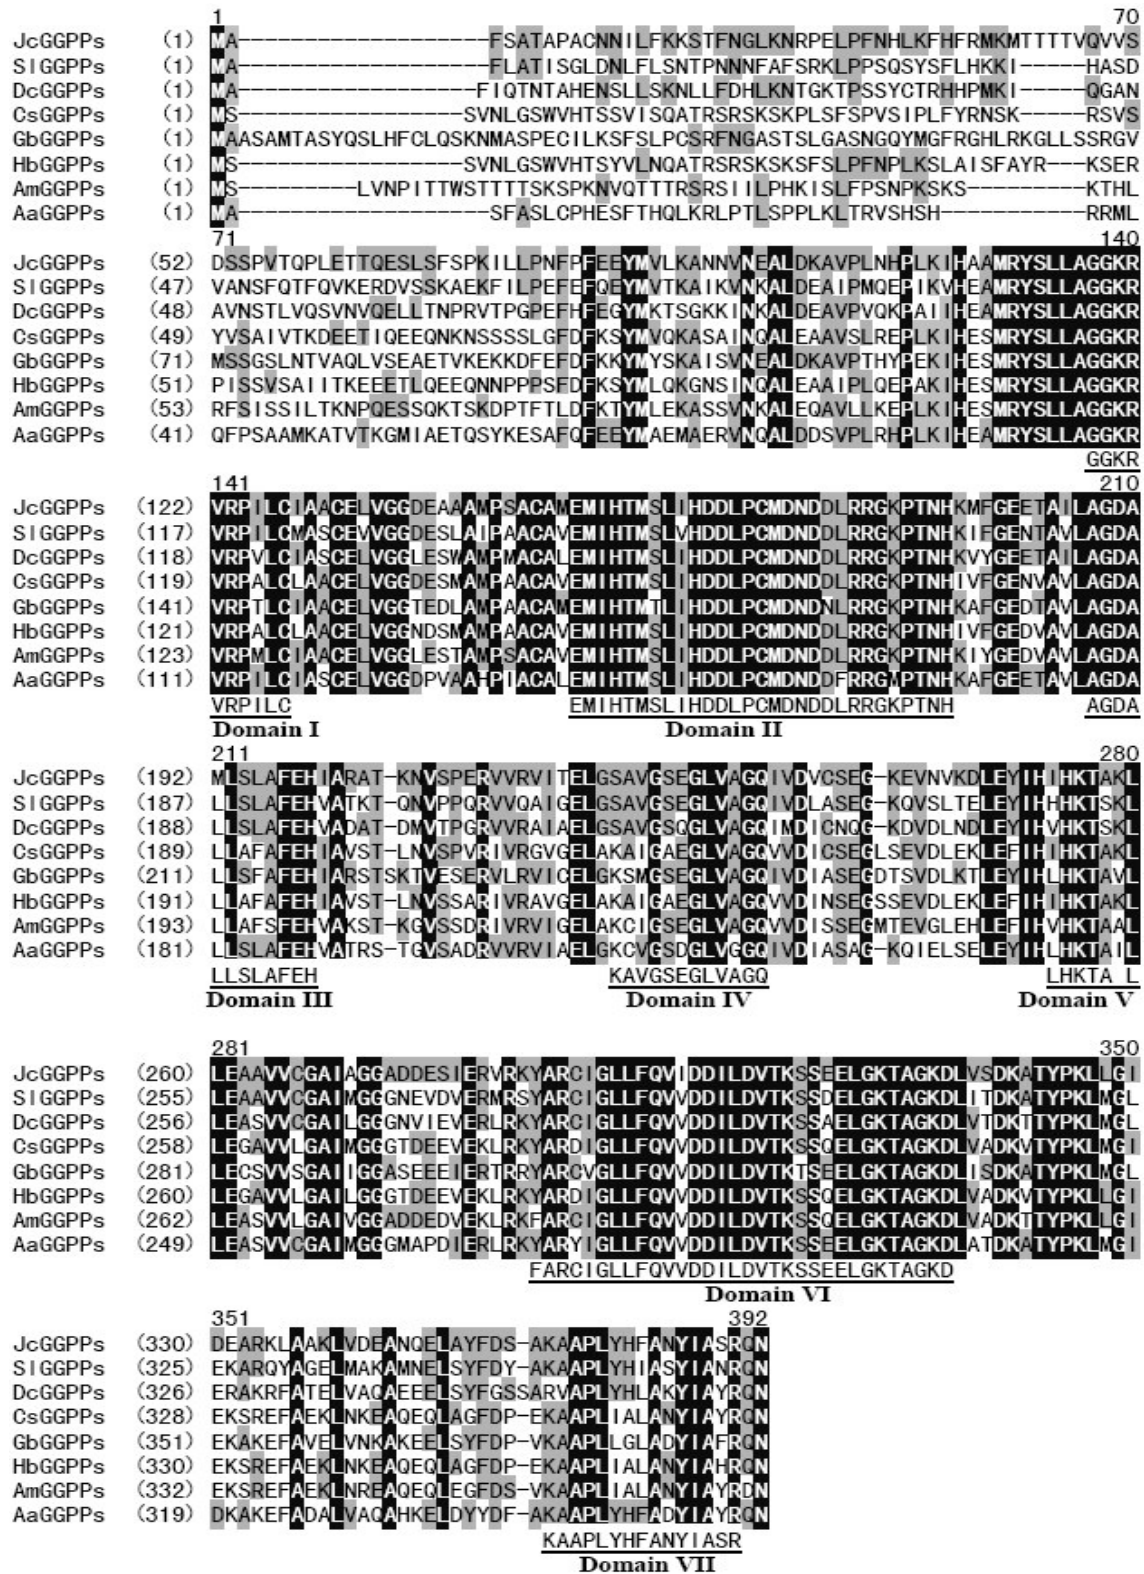 1 70
JcGGPPs (1) MA-------------------FSATAPACNNILFKKSTFNGLKNRPELPFNHLKFHFRMKMTTTTVQVVS
SlGGPPs (1) MA-------------------FLATISGLDNLFLSNTPNNNFAFSRKLPPSQSYSFLHKKI-----HASD
DcGGPPs (1) MA------------------FIQTNTAHENSLLSKNLLFDHLKNTGKTPSSYCTRHHPMKI-----QGAN
CsGGPPs (1) MS-----------------SVNLGSWVHTSSVISQATRSRSKSKPLSFSPVSIPLFYRNSK-----RSVS
GbGGPPs (1) MAASAMTASYQSLHFCLQSKNMASPECILKSFSLPCSRFNGASTSLGASNGQYMGFRGHLRKGLLSSRGV
HbGGPPs (1) MS-----------------SVNLGSWVHTSYVLNQATRSRSKSKSFSLPFNPLKSLAISFAYR---KSER
AmGGPPs (1) MS---------LVNPITTWSTTTTSKSPKNVQTTTRSRSIILPHKISLFPSNPKSKS---------KTHL
AaGGPPs (1) MA-------------------SFASLCPHESFTHQLKRLPTLSPPLKLTRVSHSH-----------RRML
71 140
JcGGPPs (52) DSSPVTQPLETTQESLSFSPKILLPNFPFEEYMVLKANNVNEALDKAVPLNHPLKIHAAMRYSLLAGGKR
SlGGPPs (47) VANSFQTFQVKERDVSSKAEKFILPEFEFQEYMVTKAIKVNKALDEAIPMQEPIKVHEAMRYSLLAGGKR
DcGGPPs (48) AVNSTLVQSVNVQELLTNPRVTPGPEFHFEGYMKTSGKKINKALDEAVPVQKPAIIHEAMRYSLLAGGKR
CsGGPPs (49) YVSAIVTKDEETIQEEQNKNSSSSLGFDFKSYMVQKASAINQALEAAVSLREPLKIHESMRYSLLAGGKR
GbGGPPs (71) MSSGSLNTVAQLVSEAETVKEKKDFEFDFKKYMYSKAISVNEALDKAVPTHYPEKIHESMRYSLLAGGKR
HbGGPPs (51) PISSVSAIITKEEETLQEEQNNPPPSFDFKSYMLQKGNSINQALEAAIPLQEPAKIHESMRYSLLAGGKR
AmGGPPs (53) RFSISSILTKNPQESSQKTSKDPTFTLDFKTYMLEKASSVNKALEQAVLLKEPLKIHESMRYSLLAGGKR
AaGGPPs (41) QFPSAAMKATVTKGMIAETQSYKESAFQFEEYMAEMAERVNQALDDSVPLRHPLKIHEAMRYSLLAGGKR
GGKR
141 210
JcGGPPs (122) VRPILCIAACELVGGDEAAAMPSACAMEMIHTMSLIHDDLPCMDNDDLRRGKPTNHKMFGEETAILAGDA
SlGGPPs (117) VRPILCMASCEVVGGDESLAIPAACAVEMIHTMSLVHDDLPCMDNDDLRRGKPTNHKIFGENTAVLAGDA
DcGGPPs (118) VRPVLCIASCELVGGLESWAMPMACALEMIHTMSLIHDDLPCMDNDDLRRGKPTNHKVYGEETAILAGDA
CsGGPPs (119) VRPALCLAACELVGGDESMAMPAACAVEMIHTMSLIHDDLPCMDNDDLRRGKPTNHIVFGENVAVLAGDA
GbGGPPs (141) VRPTLCIAACELVGGTEDLAMPAACAMEMIHTMTLIHDDLPCMDNDNLRRGKPTNHKAFGEDTAVLAGDA
HbGGPPs (121) VRPALCLAACELVGGNDSMAMPAACAVEMIHTMSLIHDDLPCMDNDDLRRGKPTNHIVFGEDVAVLAGDA
AmGGPPs (123) VRPMLCIAACELVGGLESTAMPSACAVEMIHTMSLIHDDLPCMDNDDLRRGKPTNHKIYGEDVAVLAGDA
AaGGPPs (111) VRPILCIASCELVGGDPVAAHPIACALEMIHTMSLIHDDLPCMDNDDFRRGMPTNHKAFGEETAVLAGDA
VRPILC EMIHTMSLIHDDLPCMDNDDLRRGKPTNH AGDA
Domain I Domain II
211 280
JcGGPPs (192) MLSLAFEHIARAT-KNVSPERVVRVITELGSAVGSEGLVAGQIVDVCSEG-KEVNVKDLEYIHIHKTAKL
SlGGPPs (187) LLSLAFEHVATKT-QNVPPQRVVQAIGELGSAVGSEGLVAGQIVDLASEG-KQVSLTELEYIHHHKTSKL
DcGGPPs (188) LLSLAFEHVADAT-DMVTPGRVVRAIAELGSAVGSQGLVAGQIMDICNQG-KDVDLNDLEYIHVHKTSKL
CsGGPPs (189) LLAFAFEHIAVST-LNVSPVRIVRGVGELAKAIGAEGLVAGQVVDICSEGLSEVDLEKLEFIHIHKTAKL
GbGGPPs (211) LLSFAFEHIARSTSKTVESERVLRVICELGKSMGSEGLVAGQIVDIASEGDTSVDLKTLEYIHLHKTAVL
HbGGPPs (191) LLAFAFEHIAVST-LNVSSARIVRAVGELAKAIGAEGLVAGQVVDINSEGSSEVDLEKLEFIHIHKTAKL
AmGGPPs (193) LLAFSFEHVAKST-KGVSSDRIVRVIGELAKCIGSEGLVAGQVVDISSEGMTEVGLEHLEFIHVHKTAAL
AaGGPPs (181) LLSLAFEHVATRS-TGVSADRVVRVIAELGKCVGSDGLVGGQIVDIASAG-KQIELSELEYIHLHKTAIL
LLSLAFEH KAVGSEGLVAGQ LHKTA L
Domain III Domain IV Domain V
281 350
JcGGPPs (260) LEAAVVCGAIAGGADDESIERVRKYARCIGLLFQVIDDILDVTKSSEELGKTAGKDLVSDKATYPKLLGI
SlGGPPs (255) LEAAVVCGAIMGGGNEVDVERMRSYARCIGLLFQVVDDILDVTKSSDELGKTAGKDLITDKATYPKLMGL
DcGGPPs (256) LEASVVCGAILGGGNVIEVERLRKYARCIGLLFQVVDDILDVTKSSAELGKTAGKDLVTDKTTYPKLMGL
CsGGPPs (258) LEGAVVLGAIMGGGTDEEVEKLRKYARDIGLLFQVVDDILDVTKSSQELGKTAGKDLVADKVTYPKLMGI
GbGGPPs (281) LECSVVSGAIIGGASEEEIERTRRYARCVGLLFQVVDDILDVTKTSEELGKTAGKDLISDKATYPKLMGL
HbGGPPs (260) LEGAVVLGAILGGGTDEEVEKLRKYARDIGLLFQVVDDILDVTKSSQELGKTAGKDLVADKVTYPKLLGI
AmGGPPs (262) LEASVVLGAIVGGADDEDVEKLRKFARCIGLLFQVVDDILDVTKSSQELGKTAGKDLVADKTTYPKLLGI
AaGGPPs (249) LEASVVCGAIMGGGMAPDIERLRKYARYIGLLFQVVDDILDVTKSSEELGKTAGKDLATDKATYPKLMGI
FARCIGLLFQVVDDILDVTKSSEELGKTAGKD
Domain VI
351 392
JcGGPPs (330) DEARKLAAKLVDEANQELAYFDS-AKAAPLYHFANYIASRQN
SlGGPPs (325) EKARQYAGELMAKAMNELSYFDY-AKAAPLYHIASYIANRQN
DcGGPPs (326) ERAKRFATELVAQAEEELSYFGSSARVAPLYHLAKYIAYRQN
CsGGPPs (328) EKSREFAEKLNKEAQEQLAGFDP-EKAAPLIALANYIAYRQN
GbGGPPs (351) EKAKEFAVELVNKAKEELSYFDP-VKAAPLLGLADYIAFRQN
HbGGPPs (330) EKSREFAEKLNKEAQEQLAGFDP-EKAAPLIALANYIAHRQN
AmGGPPs (332) EKSREFAEKLNREAQEQLEGFDS-VKAAPLIALANYIAYRDN
AaGGPPs (319) DKAKEFADALVAQAHKELDYYDF-AKAAPLYHFADYIAYRQN
KAAPLYHFANYIASR
Domain VII